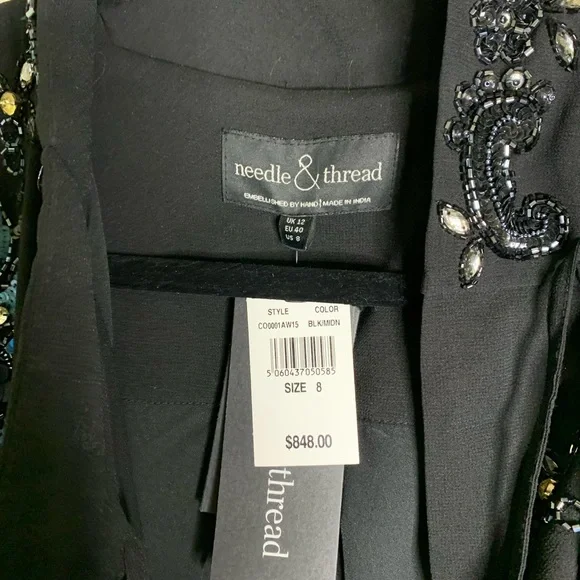 needle & thread
EMBELLISHED BY HAND | MADE IN INDIA
UK 12
EU 40
US 8
STYLE COLOR
CO0001AW15 BLK/MIDN
5 060437 050585
SIZE 8
$848.00
& thread